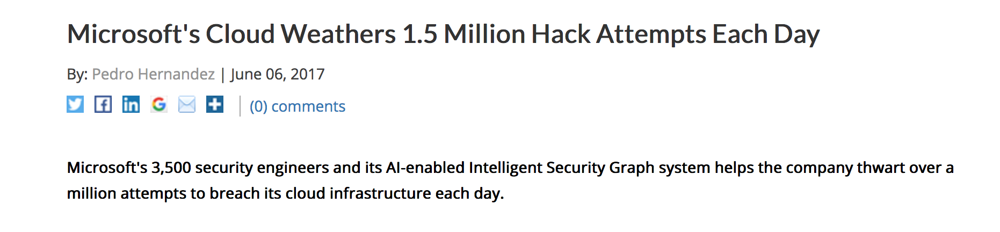 Microsoft's Cloud Weathers 1.5 Million Hack Attempts Each Day
By: Pedro Hernandez | June 06, 2017
f in G + | (0) comments
Microsoft's 3,500 security engineers and its AI-enabled Intelligent Security Graph system helps the company thwart over a
million attempts to breach its cloud infrastructure each day.